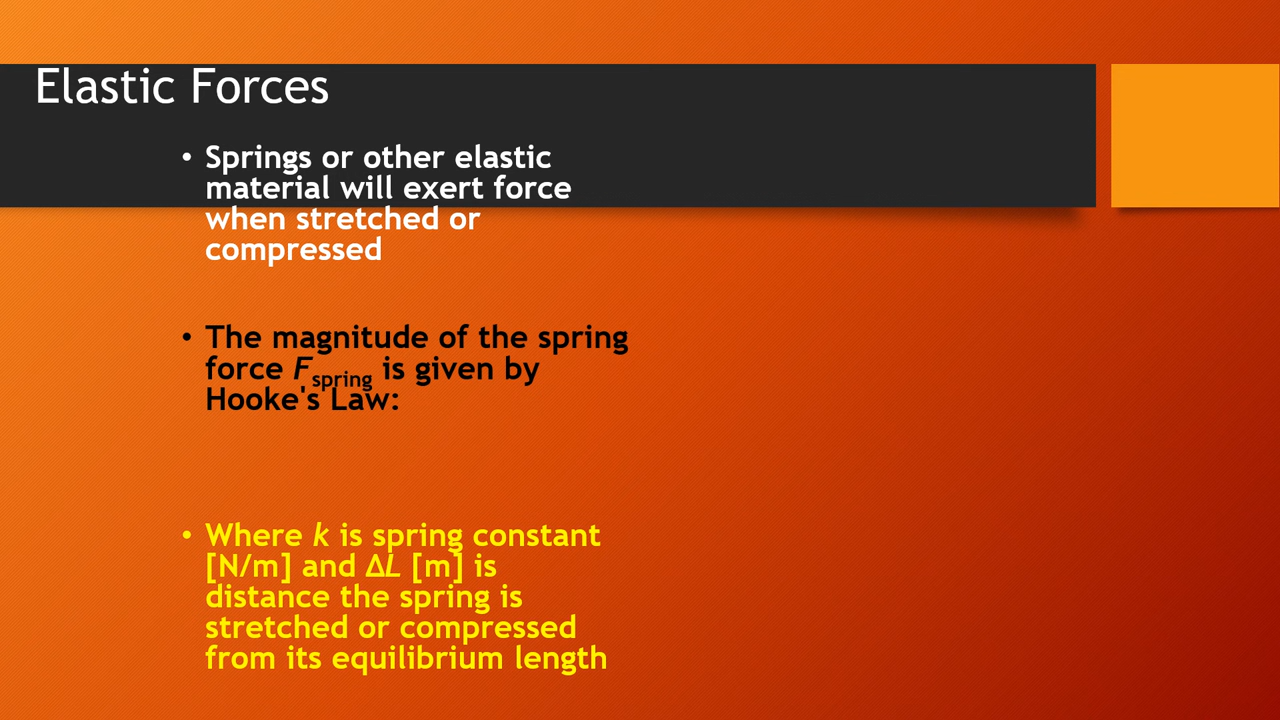 Elastic Forces
• Springs or other elastic
material will exert force
when stretched or
compressed
• The magnitude of the spring
force F_spring is given by
Hooke's Law:
• Where k is spring constant
[N/m] and ΔL [m] is
distance the spring is
stretched or compressed
from its equilibrium length